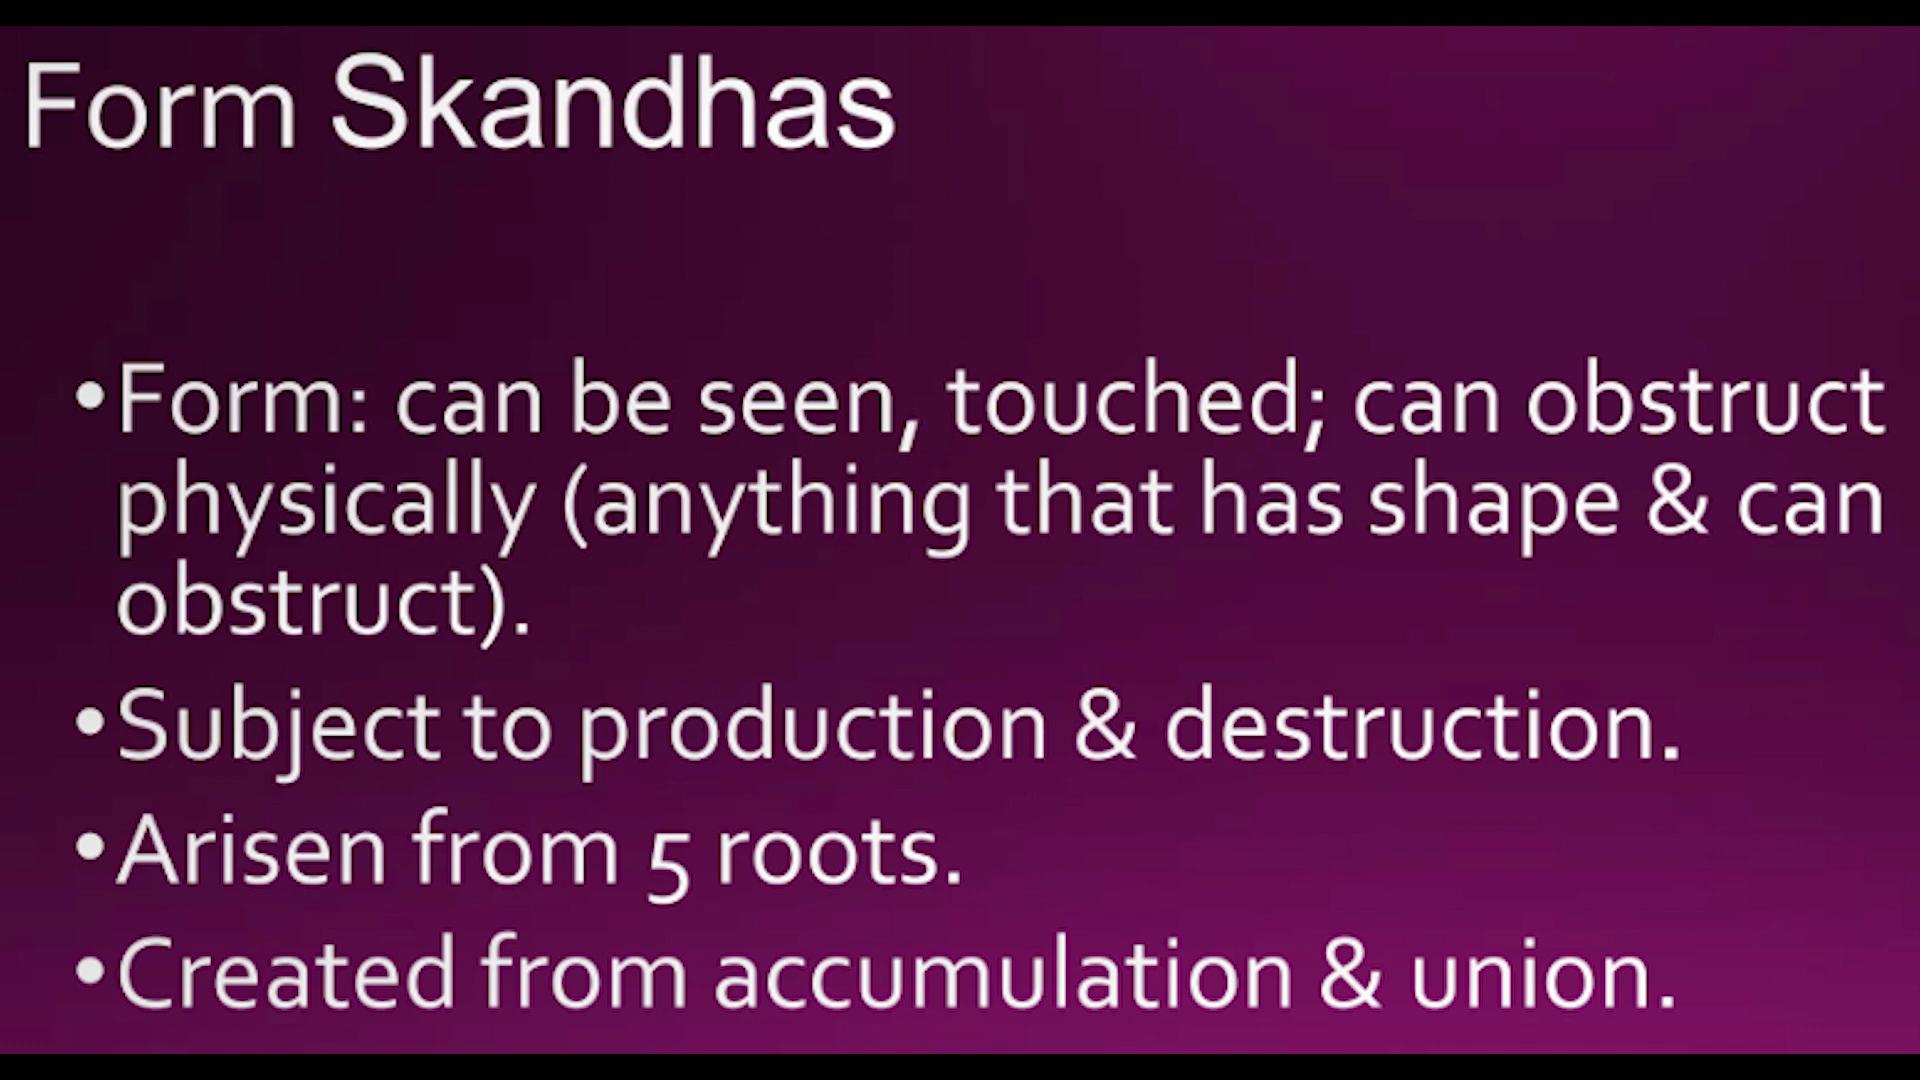 Form Skandhas
•Form: can be seen, touched; can obstruct
physically (anything that has shape & can
obstruct).
•Subject to production & destruction.
•Arisen from 5 roots.
•Created from accumulation & union.